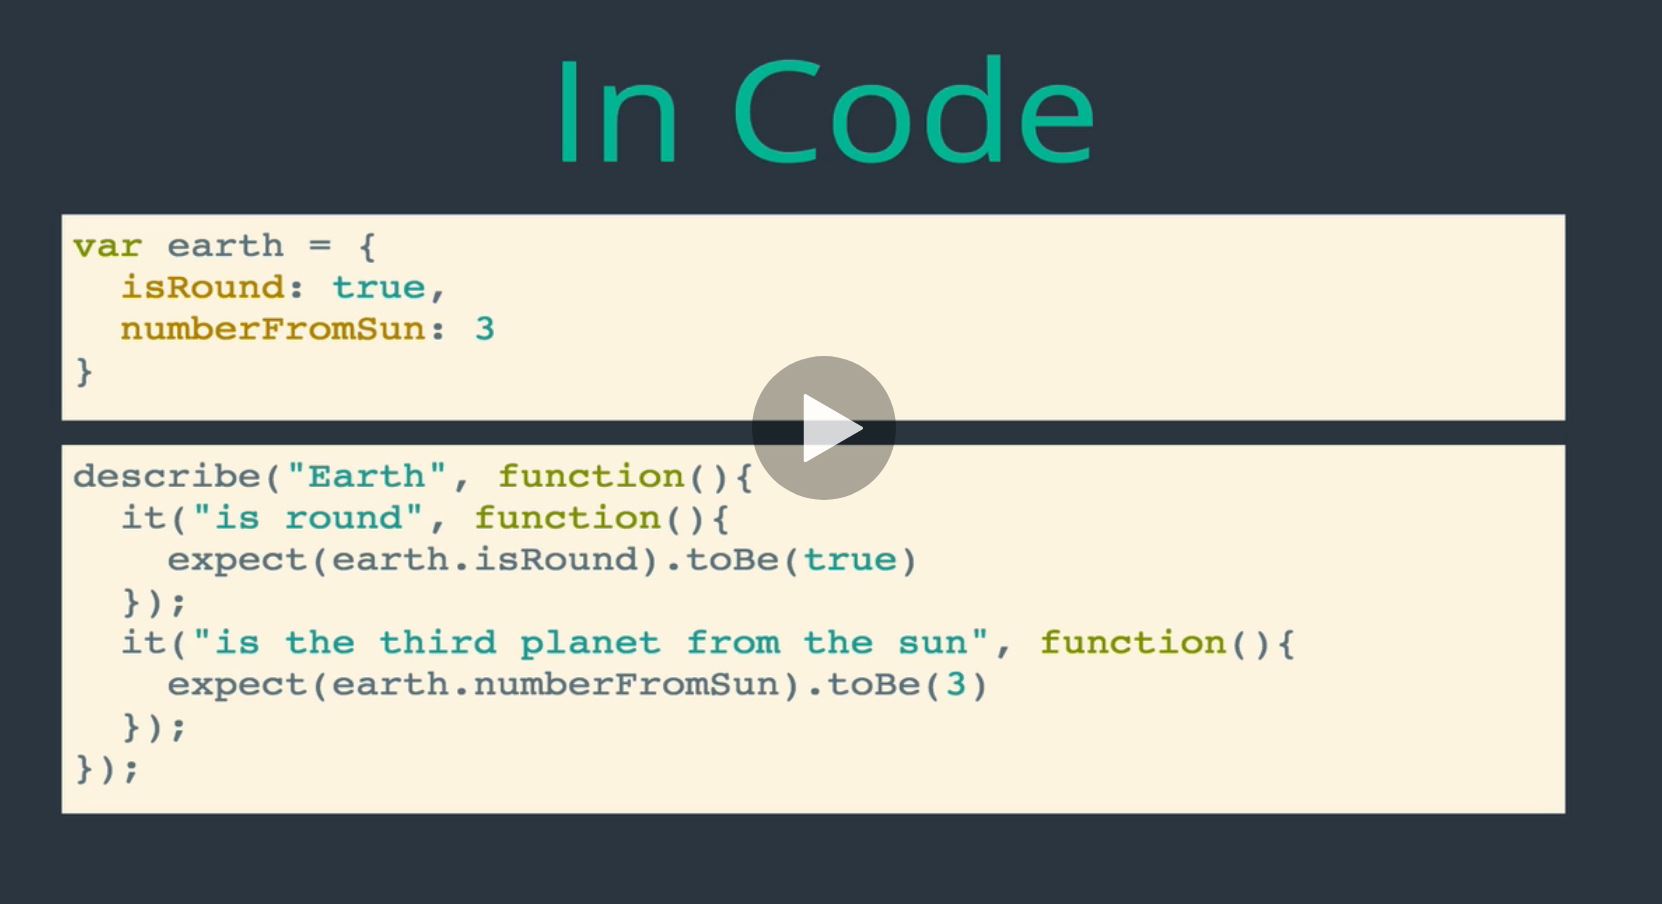 In Code
var earth = {
  isRound: true,
  numberFromSun: 3
}
describe("Earth", function(){
  it("is round", function(){
    expect(earth.isRound).toBe(true)
  });
  it("is the third planet from the sun", function(){
    expect(earth.numberFromSun).toBe(3)
  });
});